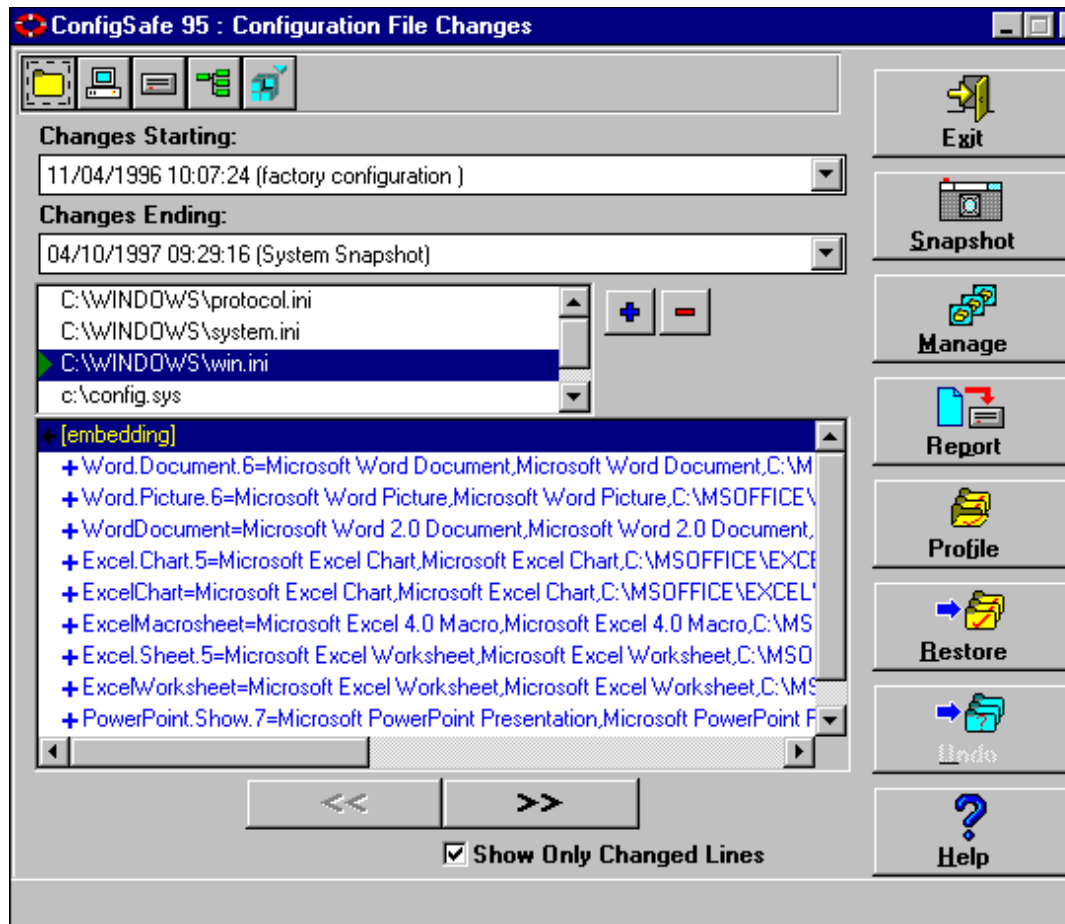 ConfigSafe 95 : Configuration File Changes
Changes Starting:
11/04/1996 10:07:24 (factory configuration )
Changes Ending:
04/10/1997 09:29:16 (System Snapshot)
C:\WINDOWS\protocol.ini
C:\WINDOWS\system.ini
C:\WINDOWS\win.ini
c:\config.sys
[embedding]
+Word.Document.6=Microsoft Word Document,Microsoft Word Document,C:\M
+Word.Picture.6=Microsoft Word Picture,Microsoft Word Picture,C:\MSOFFICE\
+WordDocument=Microsoft Word 2.0 Document,Microsoft Word 2.0 Document,
+Excel.Chart.5=Microsoft Excel Chart,Microsoft Excel Chart,C:\MSOFFICE\EXCE
+ExcelChart=Microsoft Excel Chart,Microsoft Excel Chart,C:\MSOFFICE\EXCEL\
+ExcelMacrosheet=Microsoft Excel 4.0 Macro,Microsoft Excel 4.0 Macro,C:\MS
+Excel.Sheet.5=Microsoft Excel Worksheet,Microsoft Excel Worksheet,C:\MSO
+ExcelWorksheet=Microsoft Excel Worksheet,Microsoft Excel Worksheet,C:\MS
+PowerPoint.Show.7=Microsoft PowerPoint Presentation,Microsoft PowerPoint P
<<
>>
Show Only Changed Lines
Exit
Snapshot
Manage
Report
Profile
Restore
Undo
Help